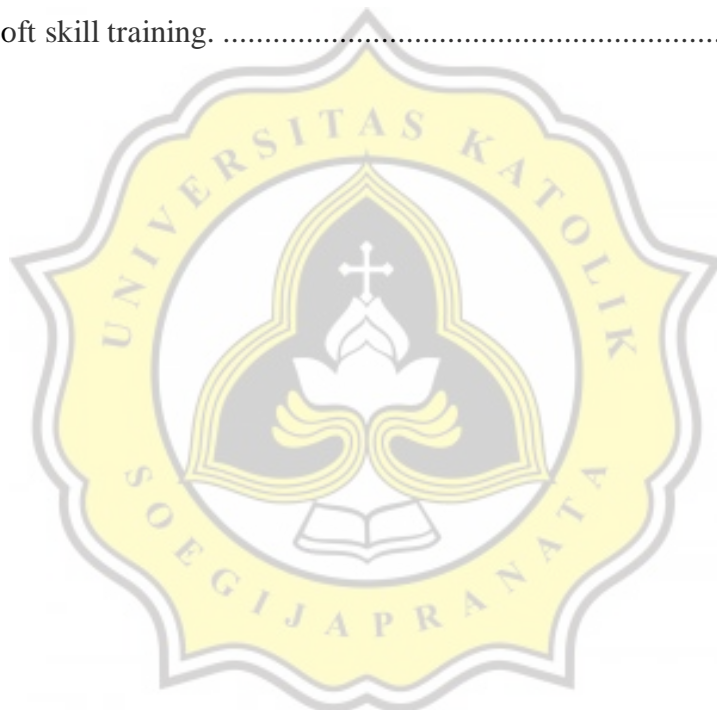 oft skill training. ....................................................
UNIVERSITAS KATOLIK
SOEGIJAPRANATA